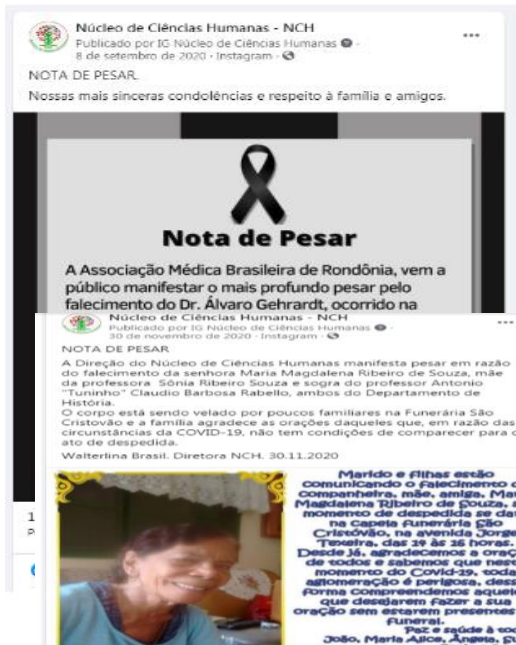 Núcleo de Ciências Humanas - NCH
Publicado por IG Núcleo de Ciências Humanas
8 de setembro de 2020 · Instagram ·
NOTA DE PESAR.
Nossas mais sinceras condolências e respeito à família e amigos.
Nota de Pesar
A Associação Médica Brasileira de Rondônia, vem a
público manifestar o mais profundo pesar pelo
falecimento do Dr. Álvaro Gehrardt, ocorrido na
Núcleo de Ciências Humanas - NCH
Publicado por IG Núcleo de Ciências Humanas
30 de novembro de 2020 · Instagram ·
NOTA DE PESAR
A Direção do Núcleo de Ciências Humanas manifesta pesar em razão
do falecimento da senhora Maria Magdalena Ribeiro de Souza, mãe
da professora Sônia Ribeiro Souza e sogra do professor Antonio
"Tuninho" Claudio Barbosa Rabello, ambos do Departamento de
História.
O corpo está sendo velado por poucos familiares na Funerária São
Cristovão e a família agradece as orações daqueles que, em razão das
circunstâncias da COVID-19, não tem condições de comparecer para o
ato de despedida.
Walterlina Brasil. Diretora NCH. 30.11.2020
Marido e filhas estão
comunicando o falecimento
companheira, mãe, amiga,
Magdalena Ribeiro de Souza,
momento de despedida se
na Capela funerária São
Cristóvão, na avenida Jorge
Teixeira, das 14 às 16 horas.
Desde já, agradecemos a
de todos e sabemos que
momento do Covid-19,
aglomeração é perigosa,
forma compreendemos
que desejarem fazer a sua
oração sem estarem presentes
funeral.
Paz e saúde à
João, Maria Alice, Ângela,